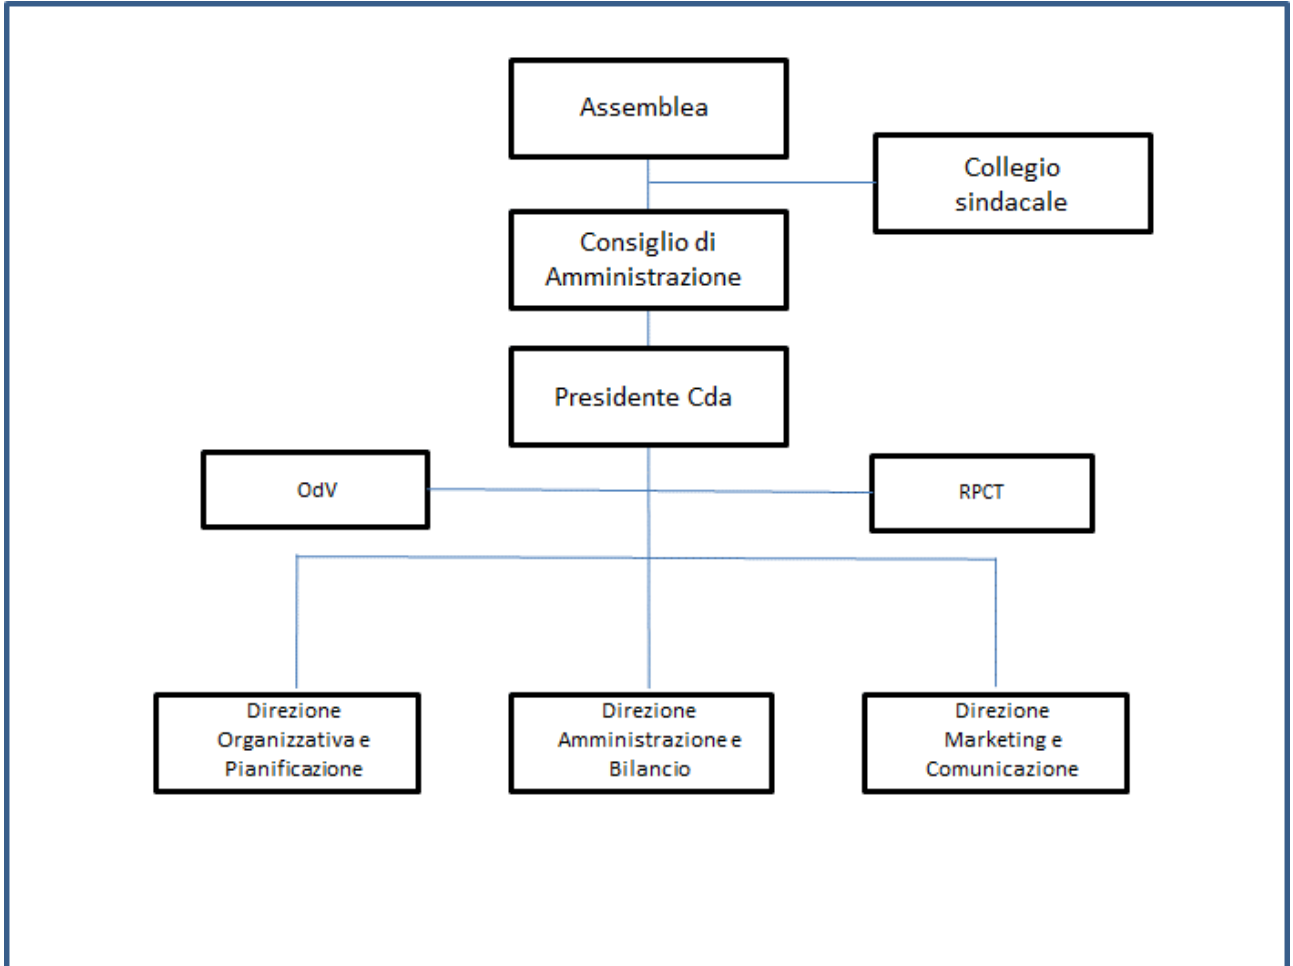 Assemblea
Collegio
sindacale
Consiglio di
Amministrazione
Presidente Cda
OdV
RPCT
Direzione
Organizzativa e
Pianificazione
Direzione
Amministrazione e
Bilancio
Direzione
Marketing e
Comunicazione